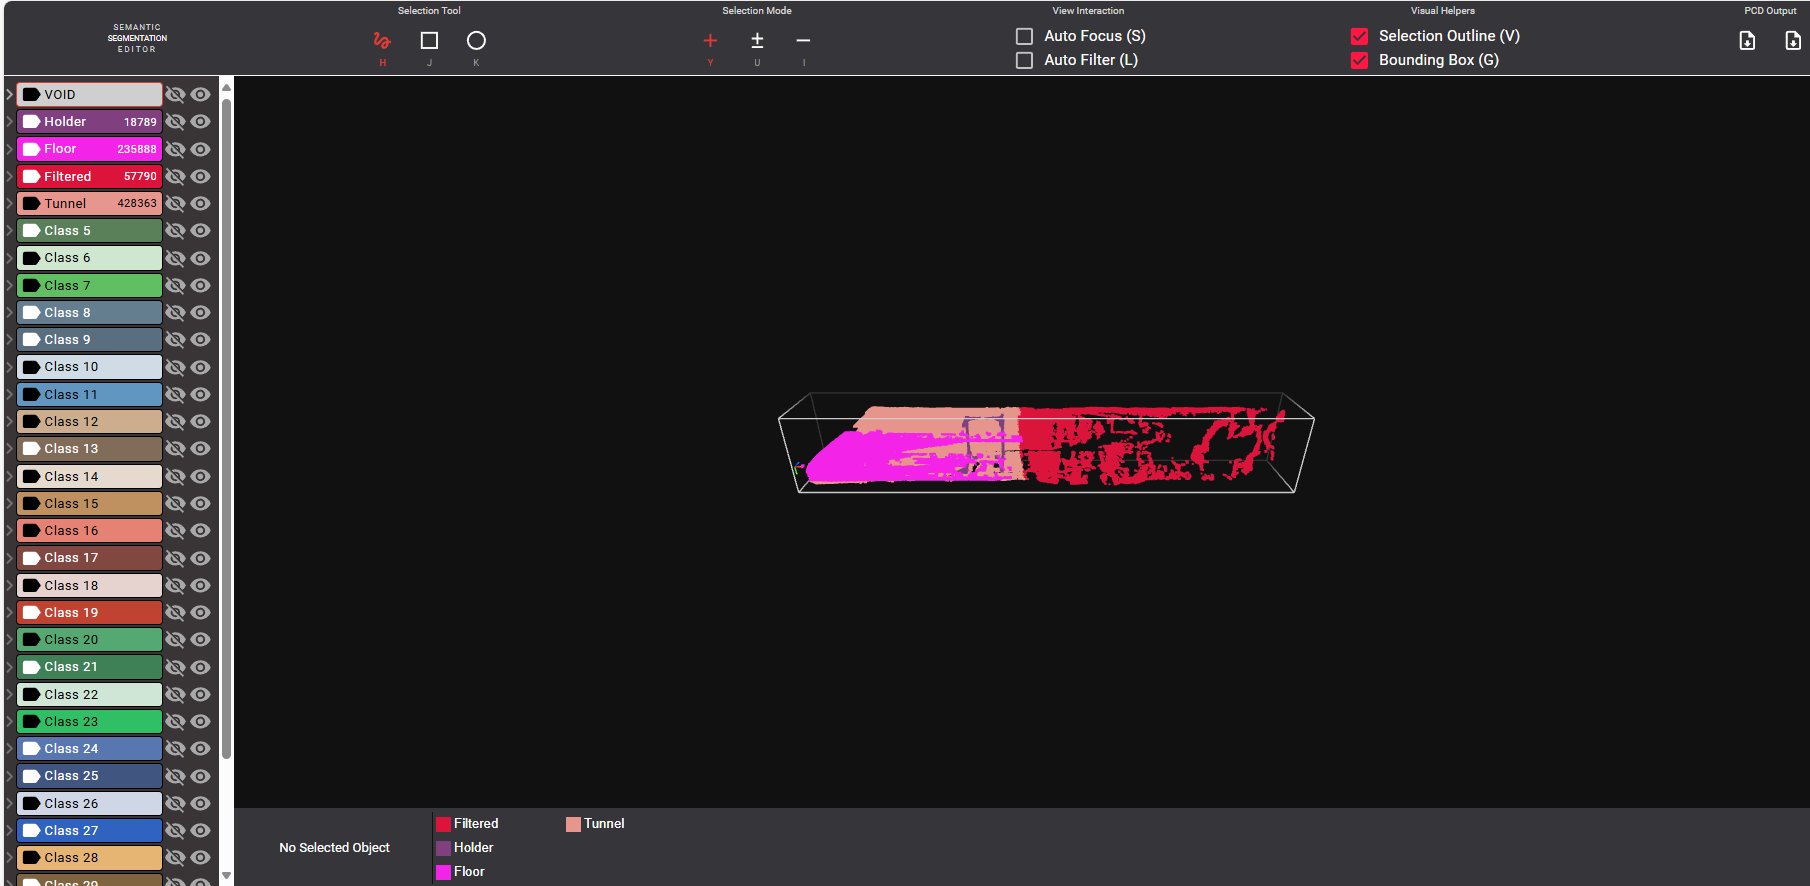 SEMANTIC
SEGMENTATION
EDITOR
Selection Tool
H
J
K
Selection Mode
Y
U
I
View Interaction
Auto Focus (S)
Auto Filter (L)
Visual Helpers
Selection Outline (V)
Bounding Box (G)
PCD Output
VOID
Holder 18789
Floor 235888
Filtered 57790
Tunnel 428363
Class 5
Class 6
Class 7
Class 8
Class 9
Class 10
Class 11
Class 12
Class 13
Class 14
Class 15
Class 16
Class 17
Class 18
Class 19
Class 20
Class 21
Class 22
Class 23
Class 24
Class 25
Class 26
Class 27
Class 28
Class 29
No Selected Object
Filtered
Holder
Floor
Tunnel